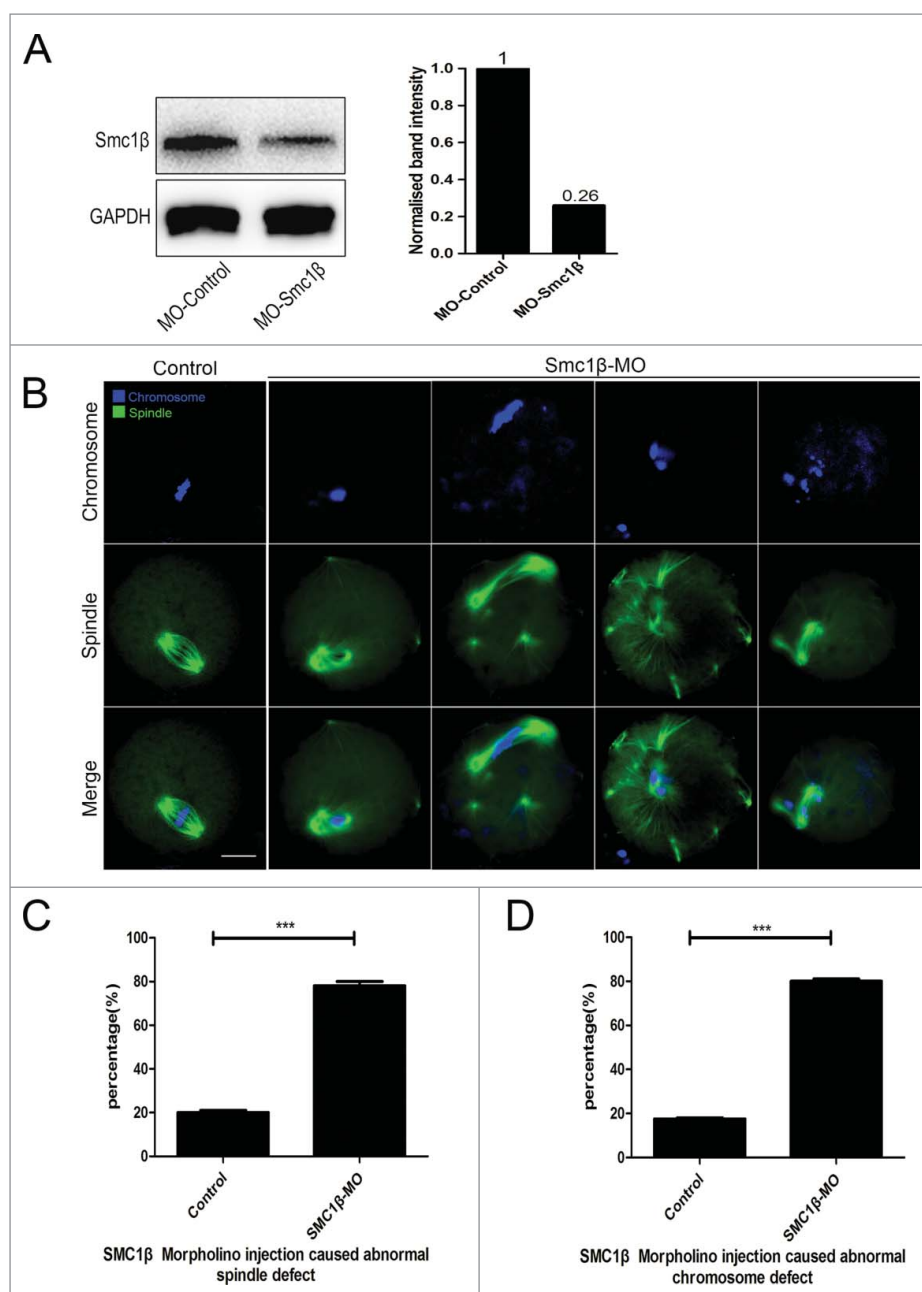 A
Smc1β
GAPDH
MO-Control
MO-Smc1β
Normalised band intensity
1.0
0.8
0.6
0.4
0.2
0.0
1
0.26
MO-Control
MO-Smc1β
B
Control
Smc1β-MO
Chromosome
Spindle
Chromosome
Spindle
Merge
C
percentage(%)
100
80
60
40
20
0
***
Control
SMC1β-MO
SMC1β Morpholino injection caused abnormal
spindle defect
D
percentage(%)
100
80
60
40
20
0
***
Control
SMC1β-MO
SMC1β Morpholino injection caused abnormal
chromosome defect